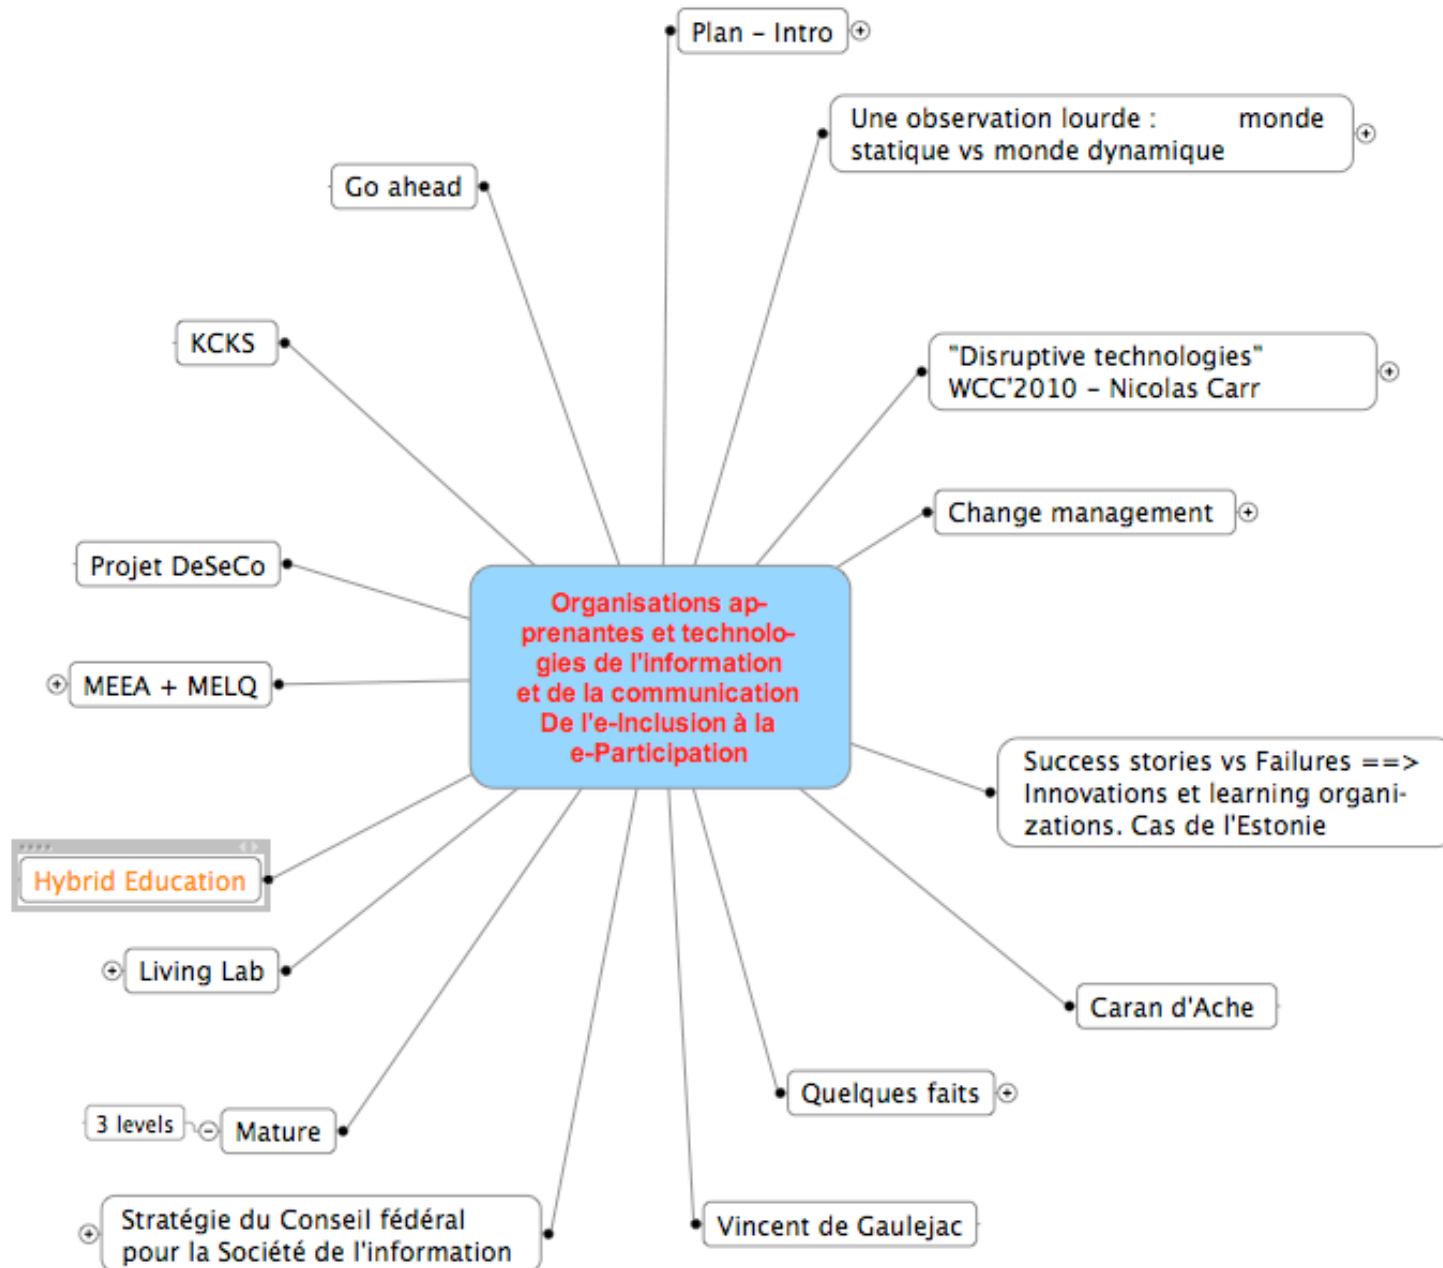 Plan – Intro
Une observation lourde : monde
statique vs monde dynamique
Go ahead
KCKS
"Disruptive technologies"
WCC'2010 – Nicolas Carr
Change management
Projet DeSeCo
Organisations ap-
prenantes et technolo-
gies de l'information
et de la communication
De l'e-Inclusion à la
e-Participation
MEEA + MELQ
Success stories vs Failures ==>
Innovations et learning organi-
zations. Cas de l'Estonie
Hybrid Education
Living Lab
Caran d'Ache
Quelques faits
3 levels
Mature
Stratégie du Conseil fédéral
pour la Société de l'information
Vincent de Gaulejac